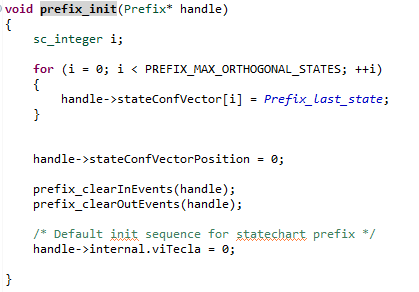 void prefix_init(Prefix* handle)
{
    sc_integer i;
    for (i = 0; i < PREFIX_MAX_ORTHOGONAL_STATES; ++i)
    {
        handle->stateConfVector[i] = Prefix_last_state;
    }
    handle->stateConfVectorPosition = 0;
    prefix_clearInEvents(handle);
    prefix_clearOutEvents(handle);
    /* Default init sequence for statechart prefix */
    handle->internal.viTecla = 0;
}